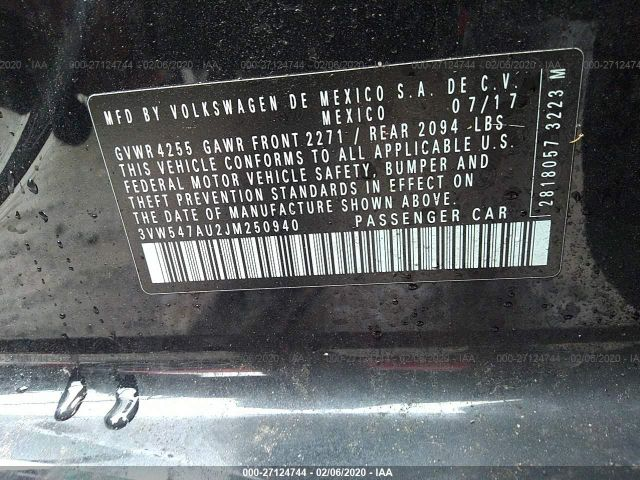 MFD BY VOLKSWAGEN DE MEXICO S.A. DE C.V.
MEXICO 07/17
GVWR 4255 GAWR FRONT 2271 / REAR 2094 LBS
THIS VEHICLE CONFORMS TO ALL APPLICABLE U.S.
FEDERAL MOTOR VEHICLE SAFETY, BUMPER AND
THEFT PREVENTION STANDARDS IN EFFECT ON
THE DATE OF MANUFACTURE SHOWN ABOVE.
3VW547AU2JM250940 PASSENGER CAR
2818057 3223 M
000-27124744 - 02/06/2020 - IAA